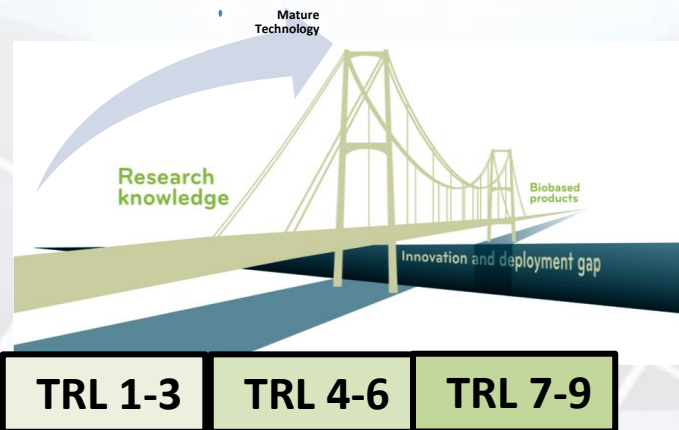 Mature
Technology
Research
knowledge
Biobased
products
Innovation and deployment gap
TRL 1-3
TRL 4-6
TRL 7-9